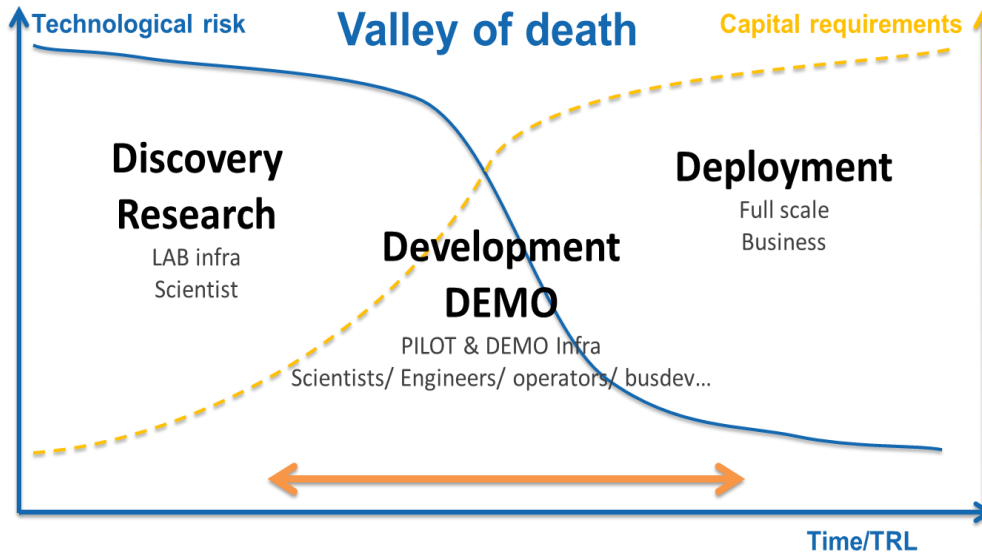 Technological risk
Valley of death
Capital requirements
Discovery
Research
LAB infra
Scientist
Development
DEMO
PILOT & DEMO Infra
Scientists/ Engineers/ operators/ busdev...
Deployment
Full scale
Business
Time/TRL